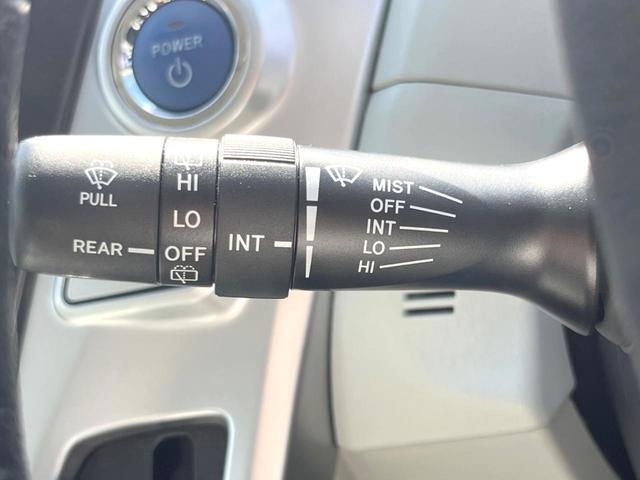 POWER
PULL
REAR
HI
LO
OFF
INT
MIST
OFF
INT
LO
HI